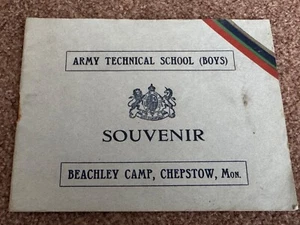 ARMY TECHNICAL SCHOOL (BOYS)
SOUVENIR
BEACHLEY CAMP, CHEPSTOW, MON.